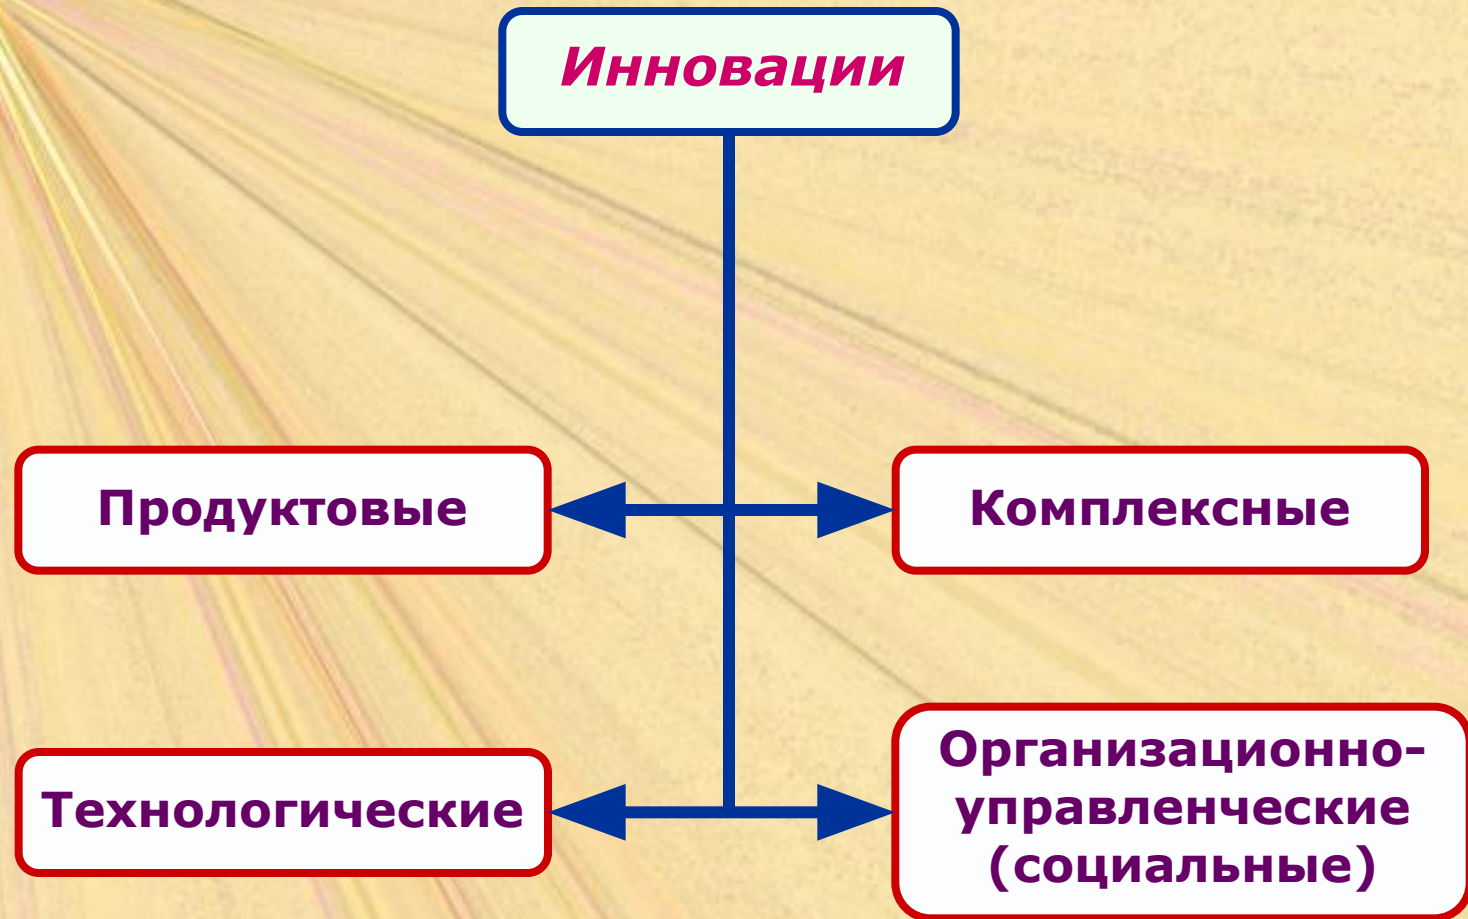 Инновации
Продуктовые
Комплексные
Технологические
Организационно-
управленческие
(социальные)